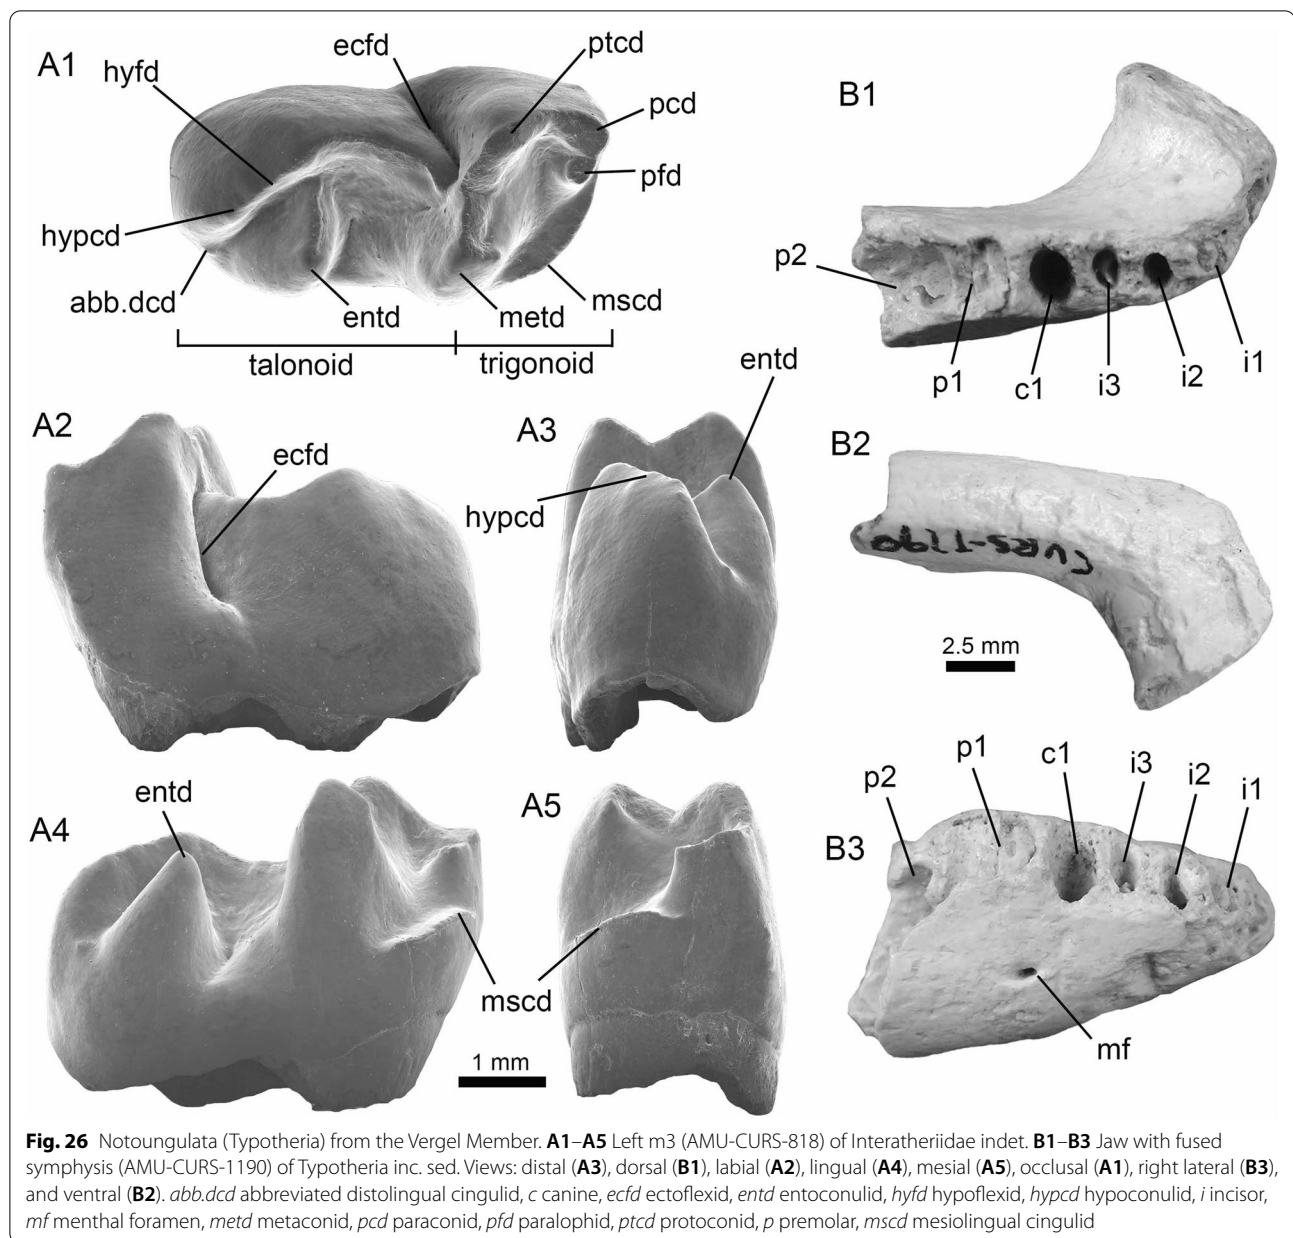 A1
hyfd
ecfd
ptcd
pcd
pfd
hypcd
abb.dcd
entd
metd
mscd
talonoid
trigonoid
B1
p2
p1
c1
i3
i2
i1
A2
ecfd
A3
entd
hypcd
B2
CURS-1190
2.5 mm
A4
entd
mscd
A5
1 mm
B3
p2
p1
c1
i3
i2
i1
mf
Fig. 26 Notoungulata (Typotheria) from the Vergel Member. A1–A5 Left m3 (AMU-CURS-818) of Interatheriidae indet. B1–B3 Jaw with fused
symphysis (AMU-CURS-1190) of Typotheria inc. sed. Views: distal (A3), dorsal (B1), labial (A2), lingual (A4), mesial (A5), occlusal (A1), right lateral (B3),
and ventral (B2). abb.dcd abbreviated distolingual cingulid, c canine, ecfd ectoflexid, entd entoconulid, hyfd hypoflexid, hypcd hypoconulid, i incisor,
mf menthal foramen, metd metaconid, pcd paraconid, pfd paralophid, ptcd protoconid, p premolar, mscd mesiolingual cingulid